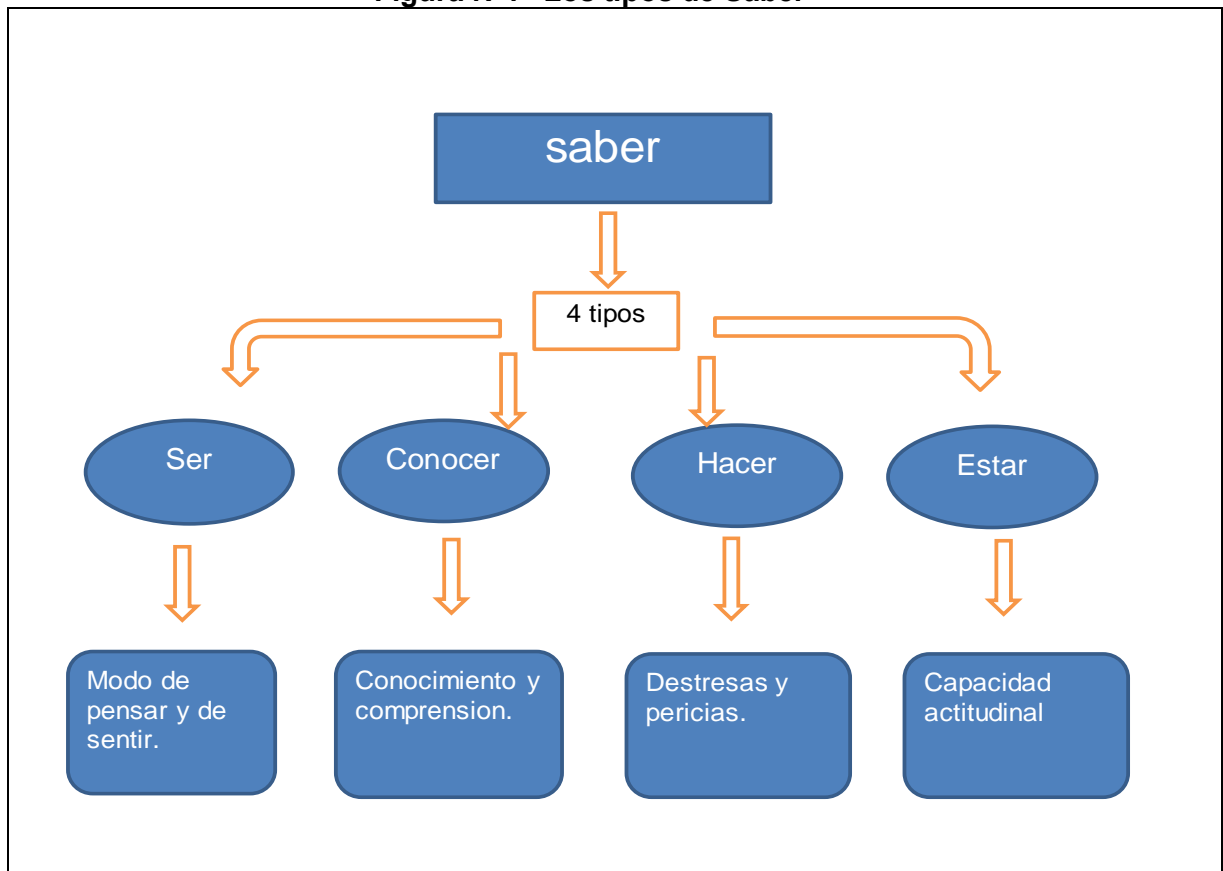 saber
4 tipos
Ser
Conocer
Hacer
Estar
Modo de
pensar y de
sentir.
Conocimiento y
comprension.
Destresas y
pericias.
Capacidad
actitudinal